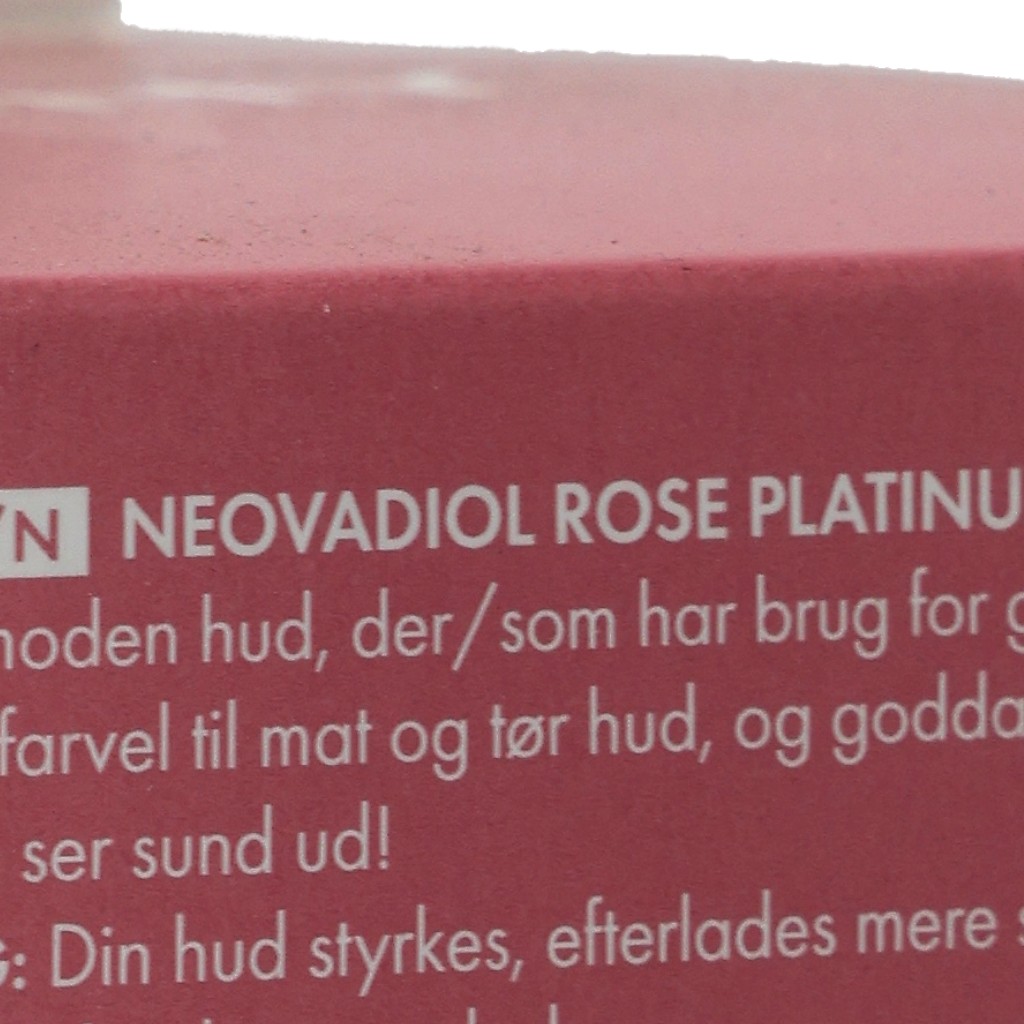 N NEOVADIOL ROSE PLATINU
moden hud, der/som har brug for
farvel til mat og tør hud, og godda
ser sund ud!
G: Din hud styrkes, efterlades mere